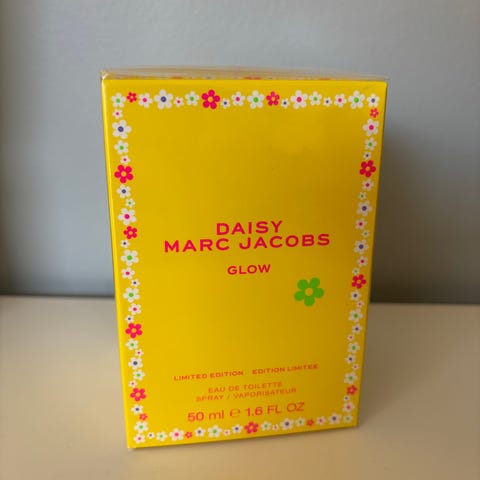 DAISY
MARC JACOBS
GLOW
LIMITED EDITION EDITION LIMITEE
EAU DE TOILETTE
SPRAY / VAPORISATEUR
50 ml ℮ 1.6 FL OZ